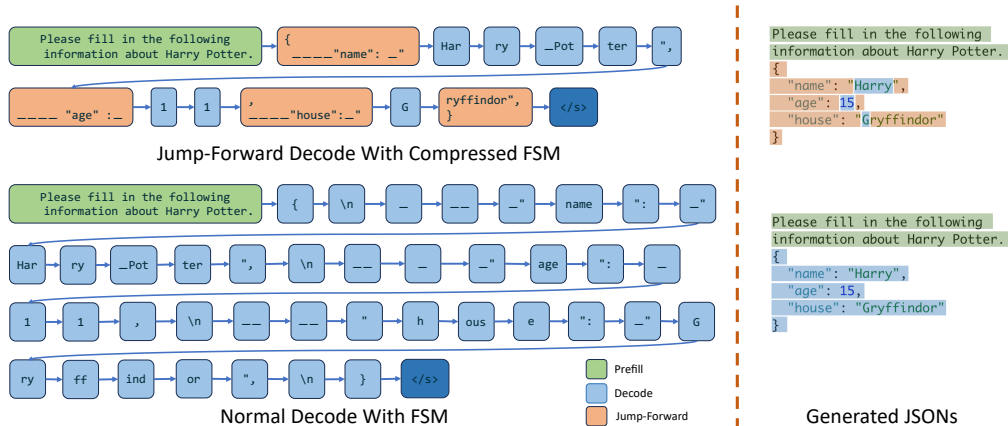 Please fill in the following
information about Harry Potter.
{
____"name": _"
Har
ry
_Pot
ter
",
____ "age" :_
1
1
,
____"house":_"
G
ryffindor",
}
</s>
Jump-Forward Decode With Compressed FSM
Please fill in the following
information about Harry Potter.
{
\n
_
__
_"
name
":
_"
Har
ry
_Pot
ter
",
\n
__
_
_"
age
":
_
1
1
,
\n
__
__
"
h
ous
e
":
_"
G
ry
ff
ind
or
",
\n
}
</s>
Normal Decode With FSM
Prefill
Decode
Jump-Forward
Please fill in the following
information about Harry Potter.
{
"name": "Harry",
"age": 15,
"house": "Gryffindor"
}
Please fill in the following
information about Harry Potter.
{
"name": "Harry",
"age": 15,
"house": "Gryffindor"
}
Generated JSONs